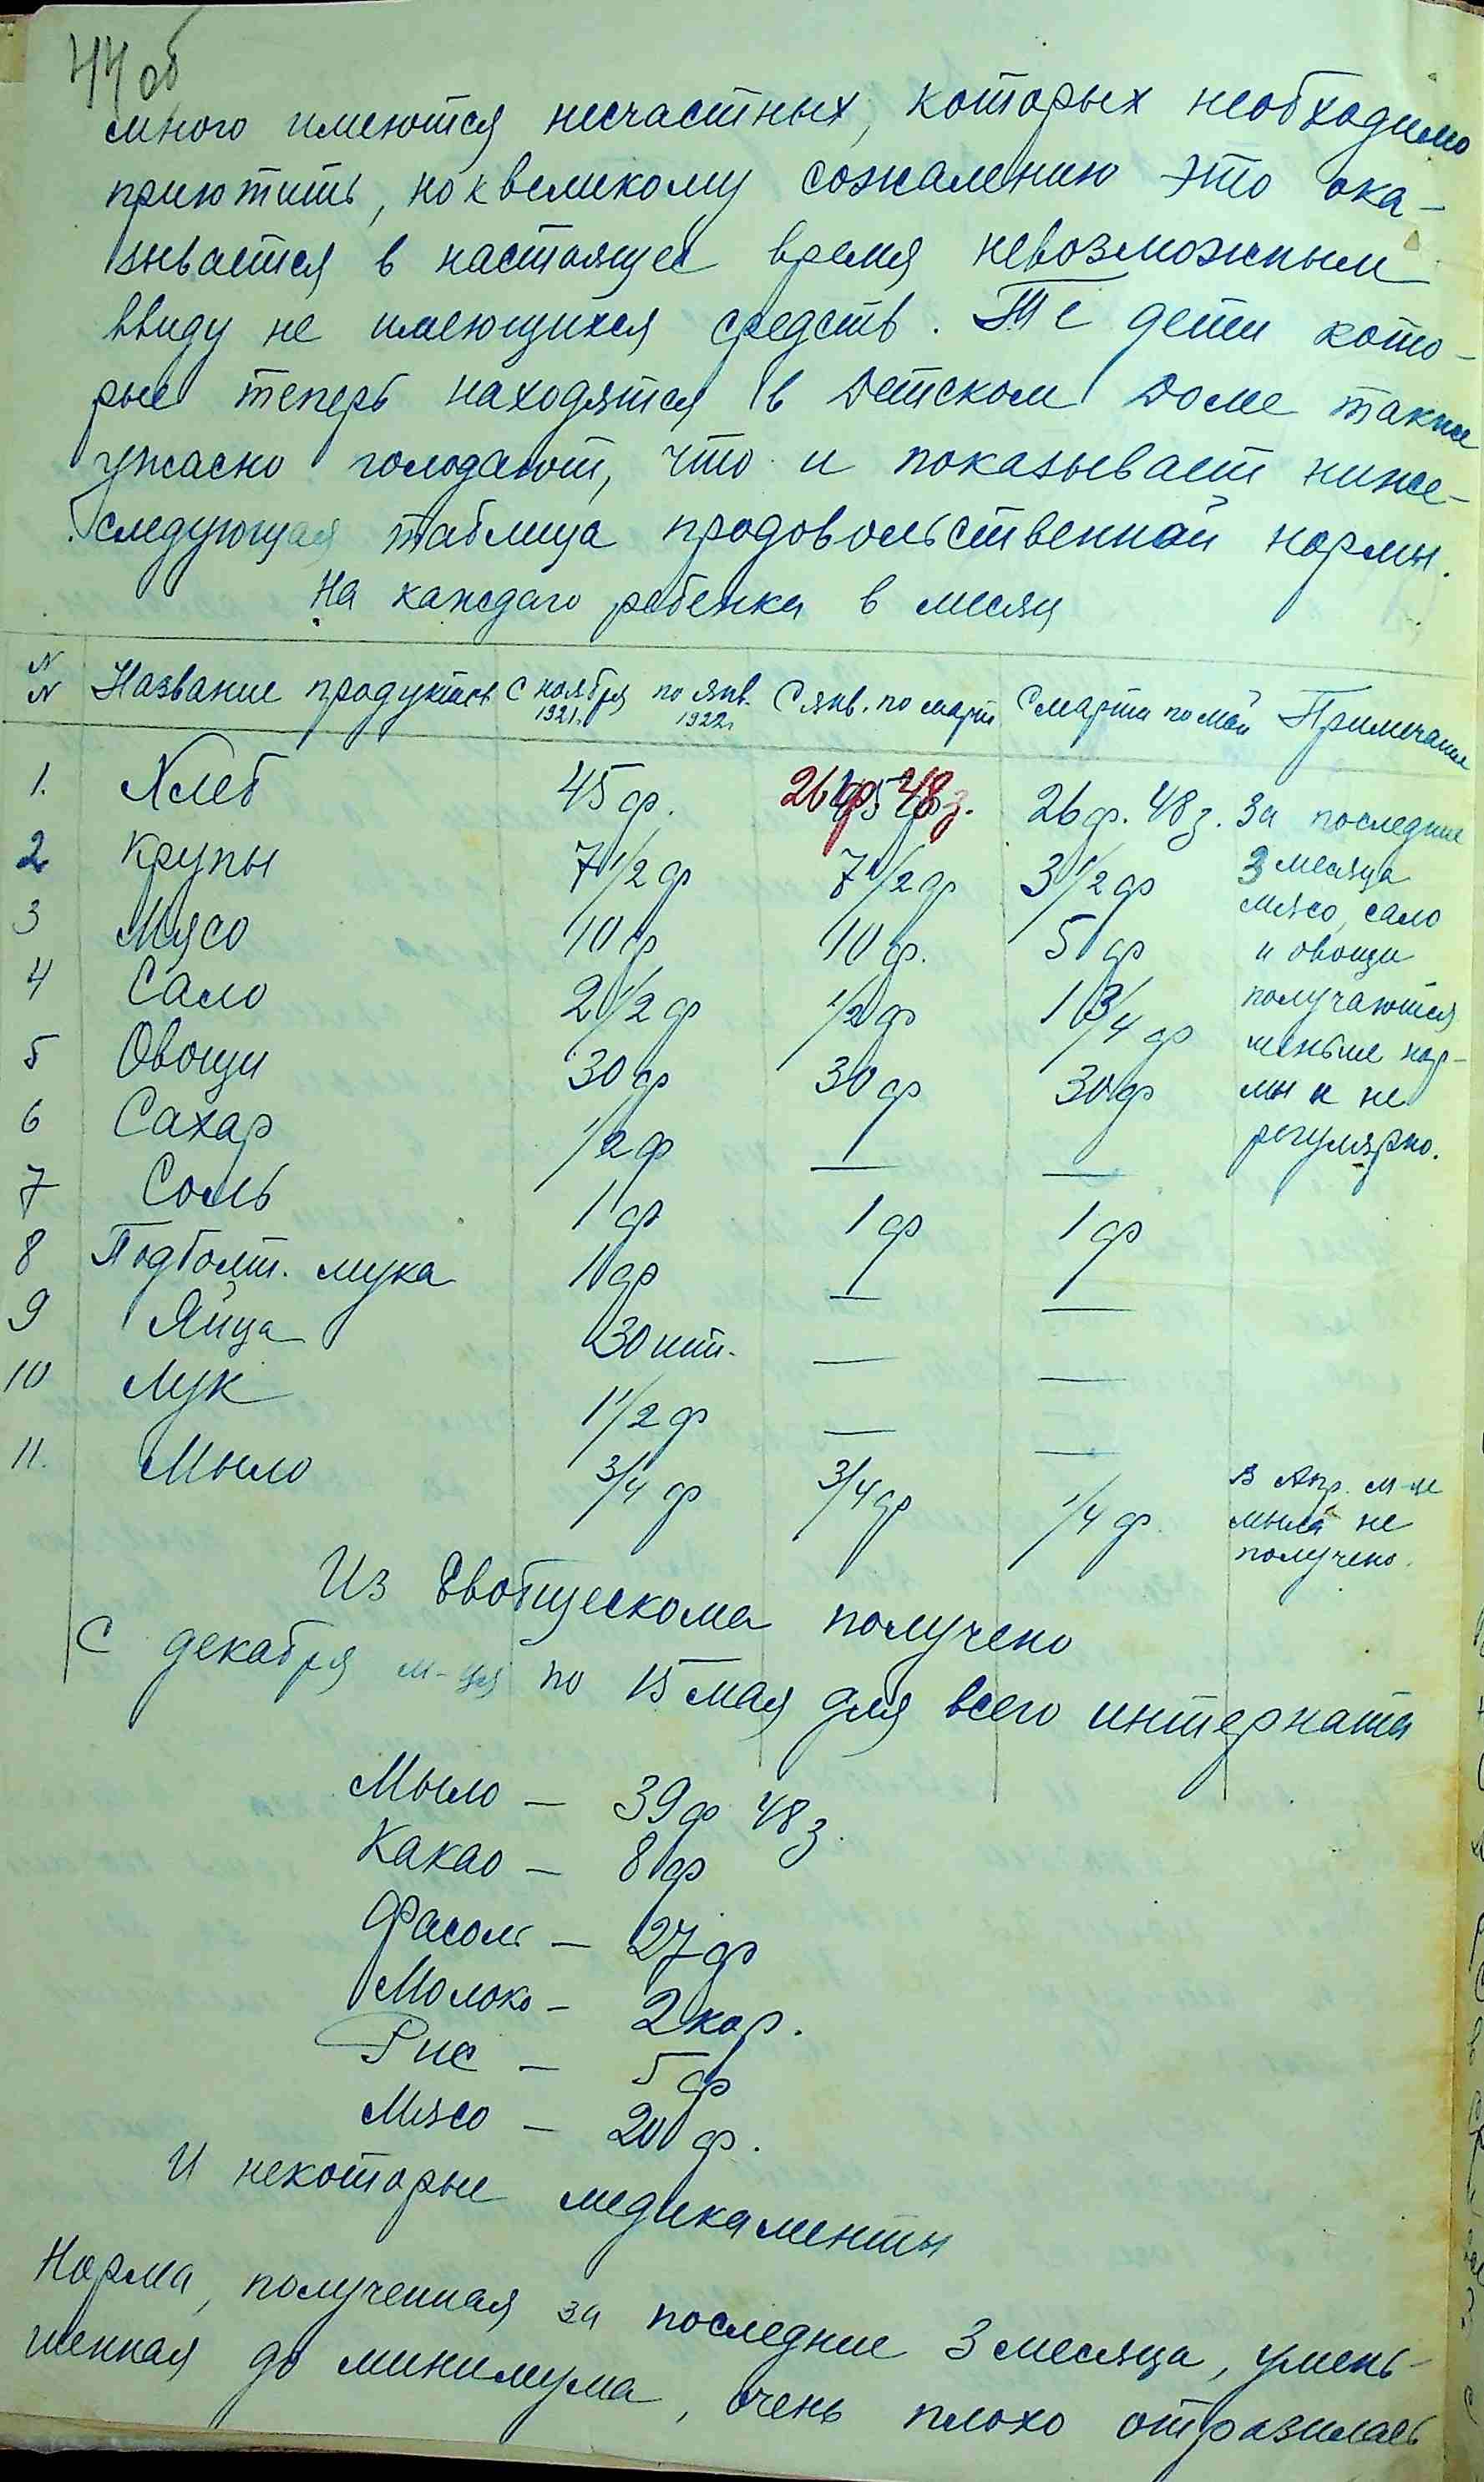 44 об
много имеются несчастных, которых необходимо
приютить, но к великому сожалению это ока-
зывается в настоящее время невозможным
ввиду не имеющихся средств. Те дети кото-
рые теперь находятся в Детском Доме также
ужасно голодают, что и показывает ниже-
следующая таблица продовольственной нормы.
На каждаго ребенка в месяц
N N Название продуктов С ноября 1921г. по янв. 1922г. С янв. по март С марта по май Примечания
1. Хлеб 45 ф. 26 ф. 48 з. 26 ф. 48 з. За последние
2 Крупы 7 1/2 ф 7 1/2 ф 3 1/2 ф 3 месяца
3 Мясо 10 ф 10 ф. 5 ф мясо, сало
и овощи
4 Сало 2 1/2 ф 1/2 ф 1 3/4 ф получаются
5 Овощи 30 ф 30 ф 30 ф меньше нор-
мы и не
6 Сахар 1/2 ф — — регулярно.
7 Соль 1 ф 1 ф 1 ф
8 Подболт. мука 1 ф — —
9 Яйца 30 шт. — —
10 Лук 1 1/2 ф — —
11. Мыло 3/4 ф 3/4 ф 1/4 ф. В Апр. м-це
мыла не
получено.
Из Евобщескома получено
С декабря м-ца по 15 мая для всего интерната
Мыло — 39 ф 48 з.
Какао — 8 ф
Фасоль — 27 ф
Молоко — 2 кор.
Рис — 5 ф
Мясо — 20 ф.
И некоторые медикаменты
Норма, полученная за последние 3 месяца, умень-
шенная до минимума, очень плохо отразилась